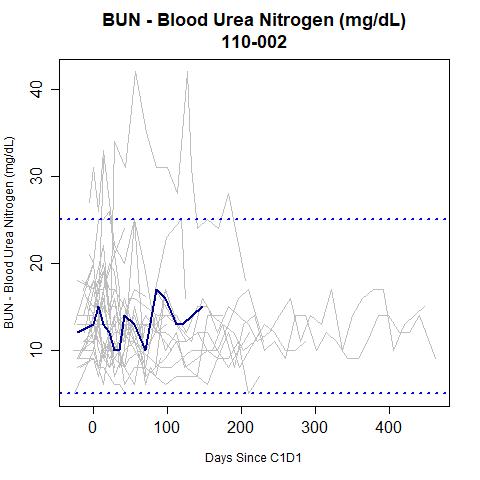 BUN - Blood Urea Nitrogen (mg/dL)
110-002
BUN - Blood Urea Nitrogen (mg/dL)
40
30
20
10
0 100 200 300 400
Days Since C1D1